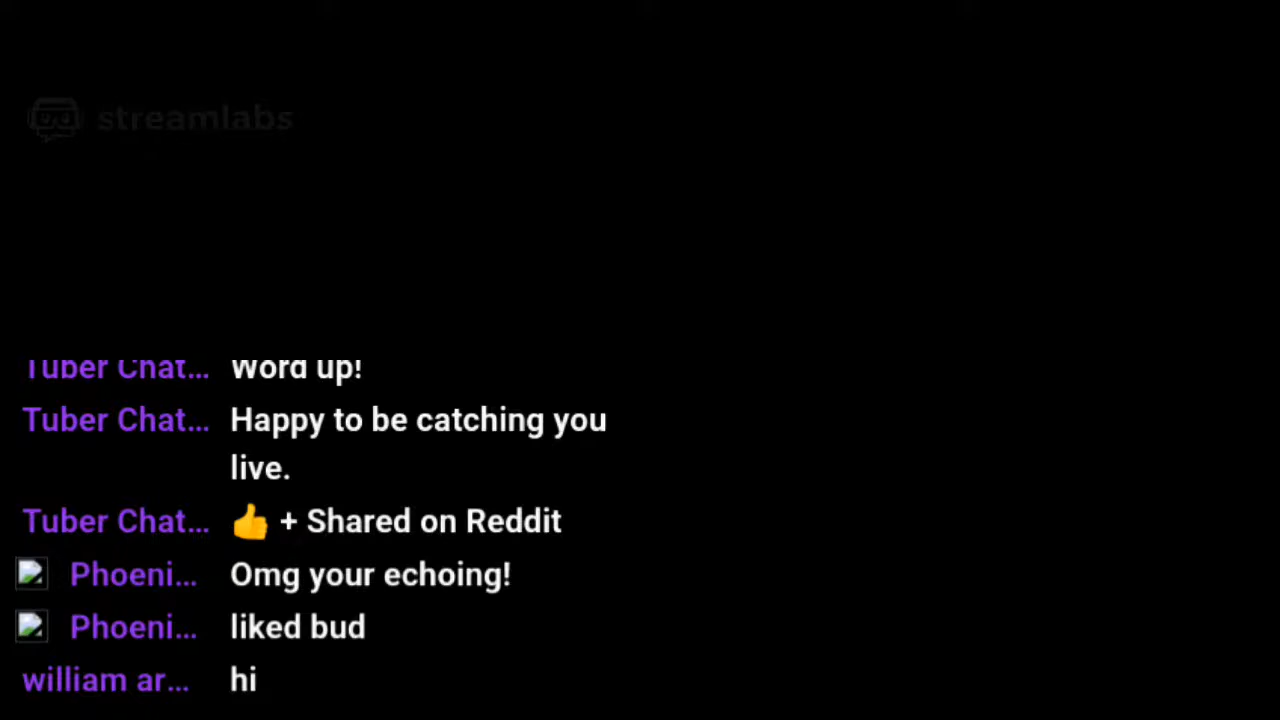 streamlabs
Tuber Chat... Word up!
Tuber Chat... Happy to be catching you
live.
Tuber Chat... 👍 + Shared on Reddit
Phoeni... Omg your echoing!
Phoeni... liked bud
william ar... hi